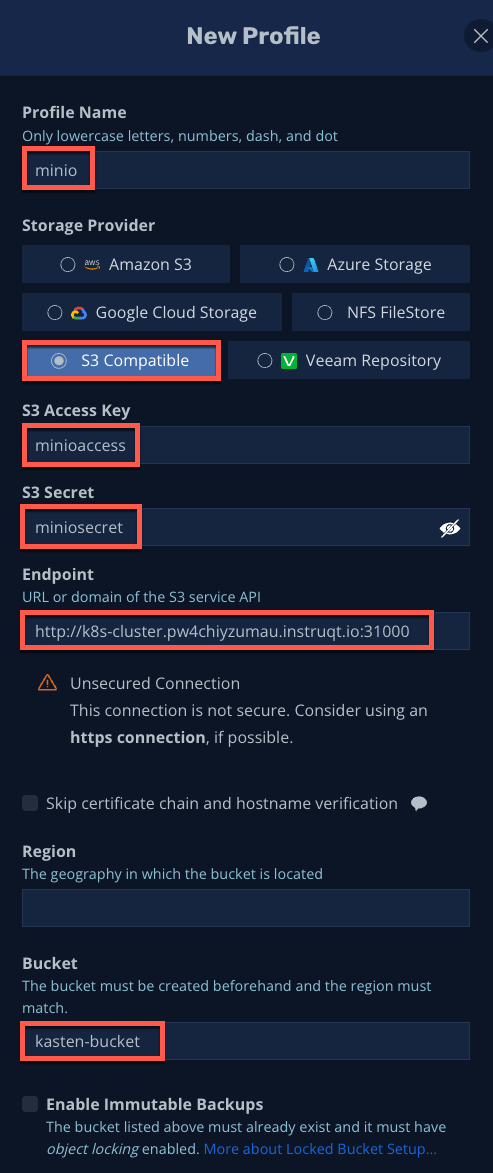 New Profile
Profile Name
Only lowercase letters, numbers, dash, and dot
minio
Storage Provider
aws Amazon S3
Azure Storage
Google Cloud Storage
NFS FileStore
S3 Compatible
V Veeam Repository
S3 Access Key
minioaccess
S3 Secret
miniosecret
Endpoint
URL or domain of the S3 service API
http://k8s-cluster.pw4chiyzumau.instruqt.io:31000
Unsecured Connection
This connection is not secure. Consider using an
https connection, if possible.
Skip certificate chain and hostname verification
Region
The geography in which the bucket is located
Bucket
The bucket must be created beforehand and the region must
match.
kasten-bucket
Enable Immutable Backups
The bucket listed above must already exist and it must have
object locking enabled. More about Locked Bucket Setup...